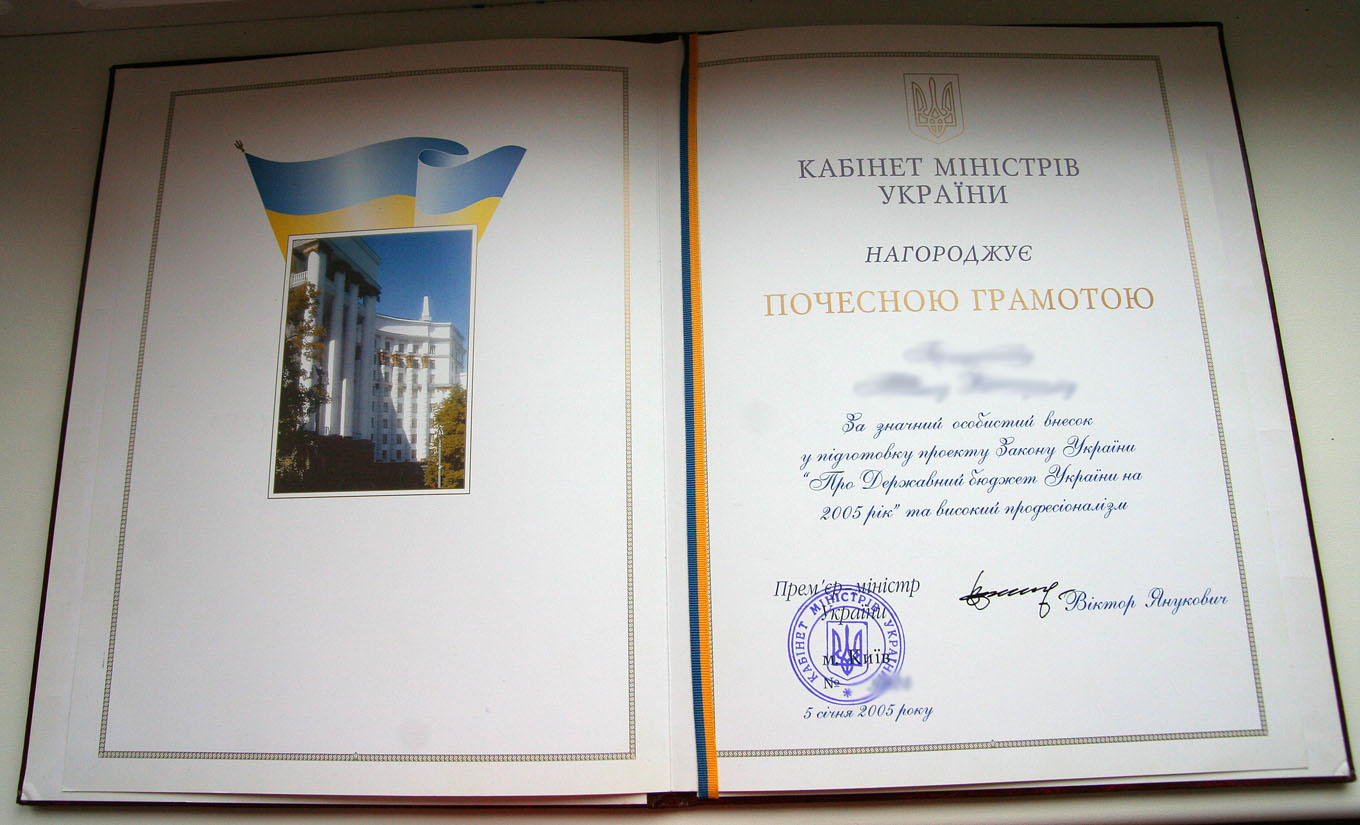 КАБІНЕТ МІНІСТРІВ
УКРАЇНИ
НАГОРОДЖУЄ
ПОЧЕСНОЮ ГРАМОТОЮ
За значний особистий внесок
у підготовку проекту Закону України
“Про Державний бюджет України на
2005 рік” та високий професіоналізм
Прем'єр-міністр
України
Віктор Янукович
КАБІНЕТ МІНІСТРІВ УКРАЇНИ
м. Київ
№
5 січня 2005 року